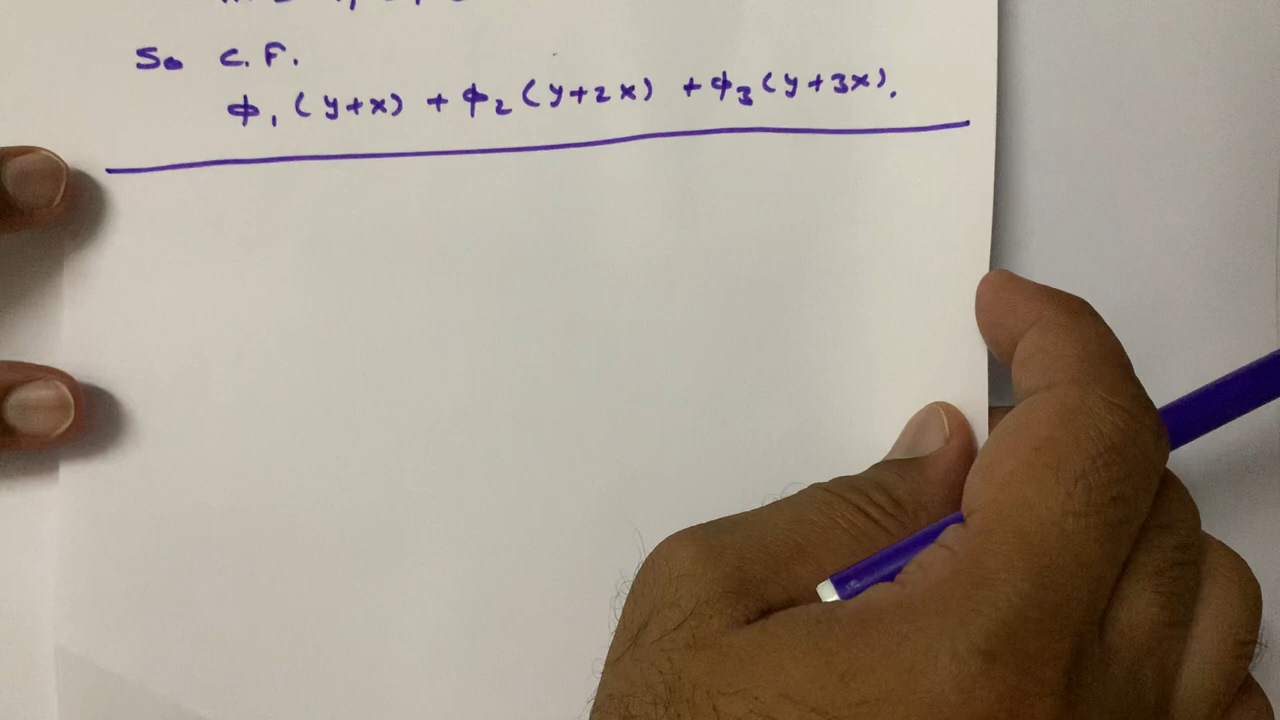 So C.F.
ϕ₁ (y+x) + ϕ₂ (y+2x) + ϕ₃ (y+3x).